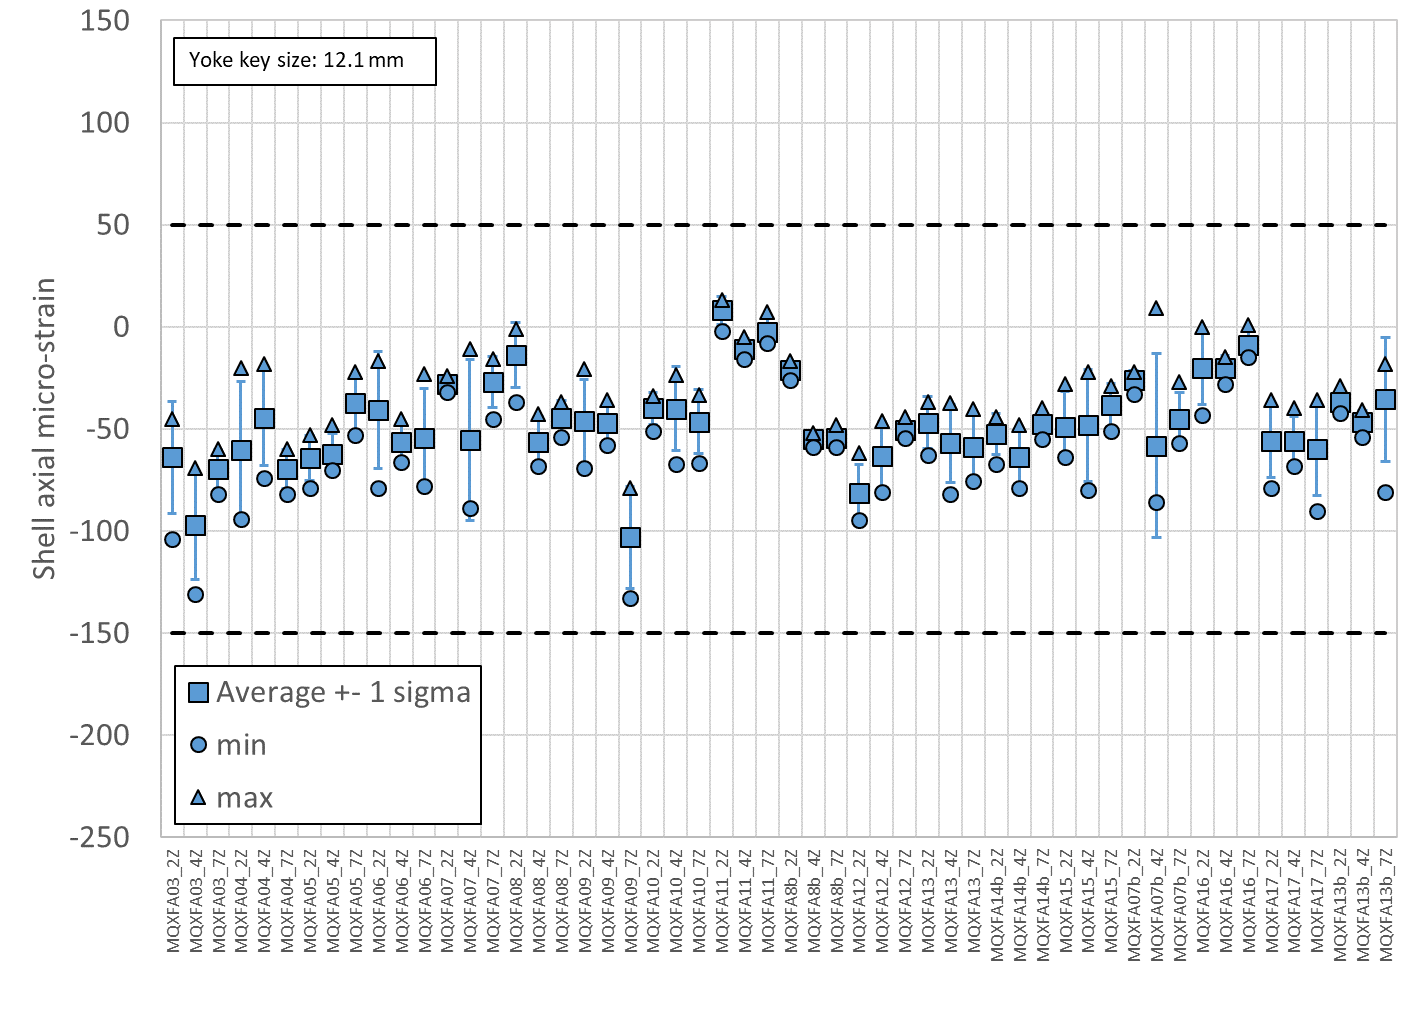 150
Yoke key size: 12.1 mm
100
50
0
-50
-100
-150
-200
-250
Shell axial micro-strain
Average +- 1 sigma
min
max
MQXFA03_2Z
MQXFA03_4Z
MQXFA03_7Z
MQXFA04_2Z
MQXFA04_4Z
MQXFA04_7Z
MQXFA05_2Z
MQXFA05_4Z
MQXFA05_7Z
MQXFA06_2Z
MQXFA06_4Z
MQXFA06_7Z
MQXFA07_2Z
MQXFA07_4Z
MQXFA07_7Z
MQXFA08_2Z
MQXFA08_4Z
MQXFA08_7Z
MQXFA09_2Z
MQXFA09_4Z
MQXFA09_7Z
MQXFA10_2Z
MQXFA10_4Z
MQXFA10_7Z
MQXFA11_2Z
MQXFA11_4Z
MQXFA11_7Z
MQXFA8b_2Z
MQXFA8b_4Z
MQXFA8b_7Z
MQXFA12_2Z
MQXFA12_4Z
MQXFA12_7Z
MQXFA13_2Z
MQXFA13_4Z
MQXFA13_7Z
MQXFA14b_2Z
MQXFA14b_4Z
MQXFA14b_7Z
MQXFA15_2Z
MQXFA15_4Z
MQXFA15_7Z
MQXFA07b_2Z
MQXFA07b_4Z
MQXFA07b_7Z
MQXFA16_2Z
MQXFA16_4Z
MQXFA16_7Z
MQXFA17_2Z
MQXFA17_4Z
MQXFA17_7Z
MQXFA13b_2Z
MQXFA13b_4Z
MQXFA13b_7Z